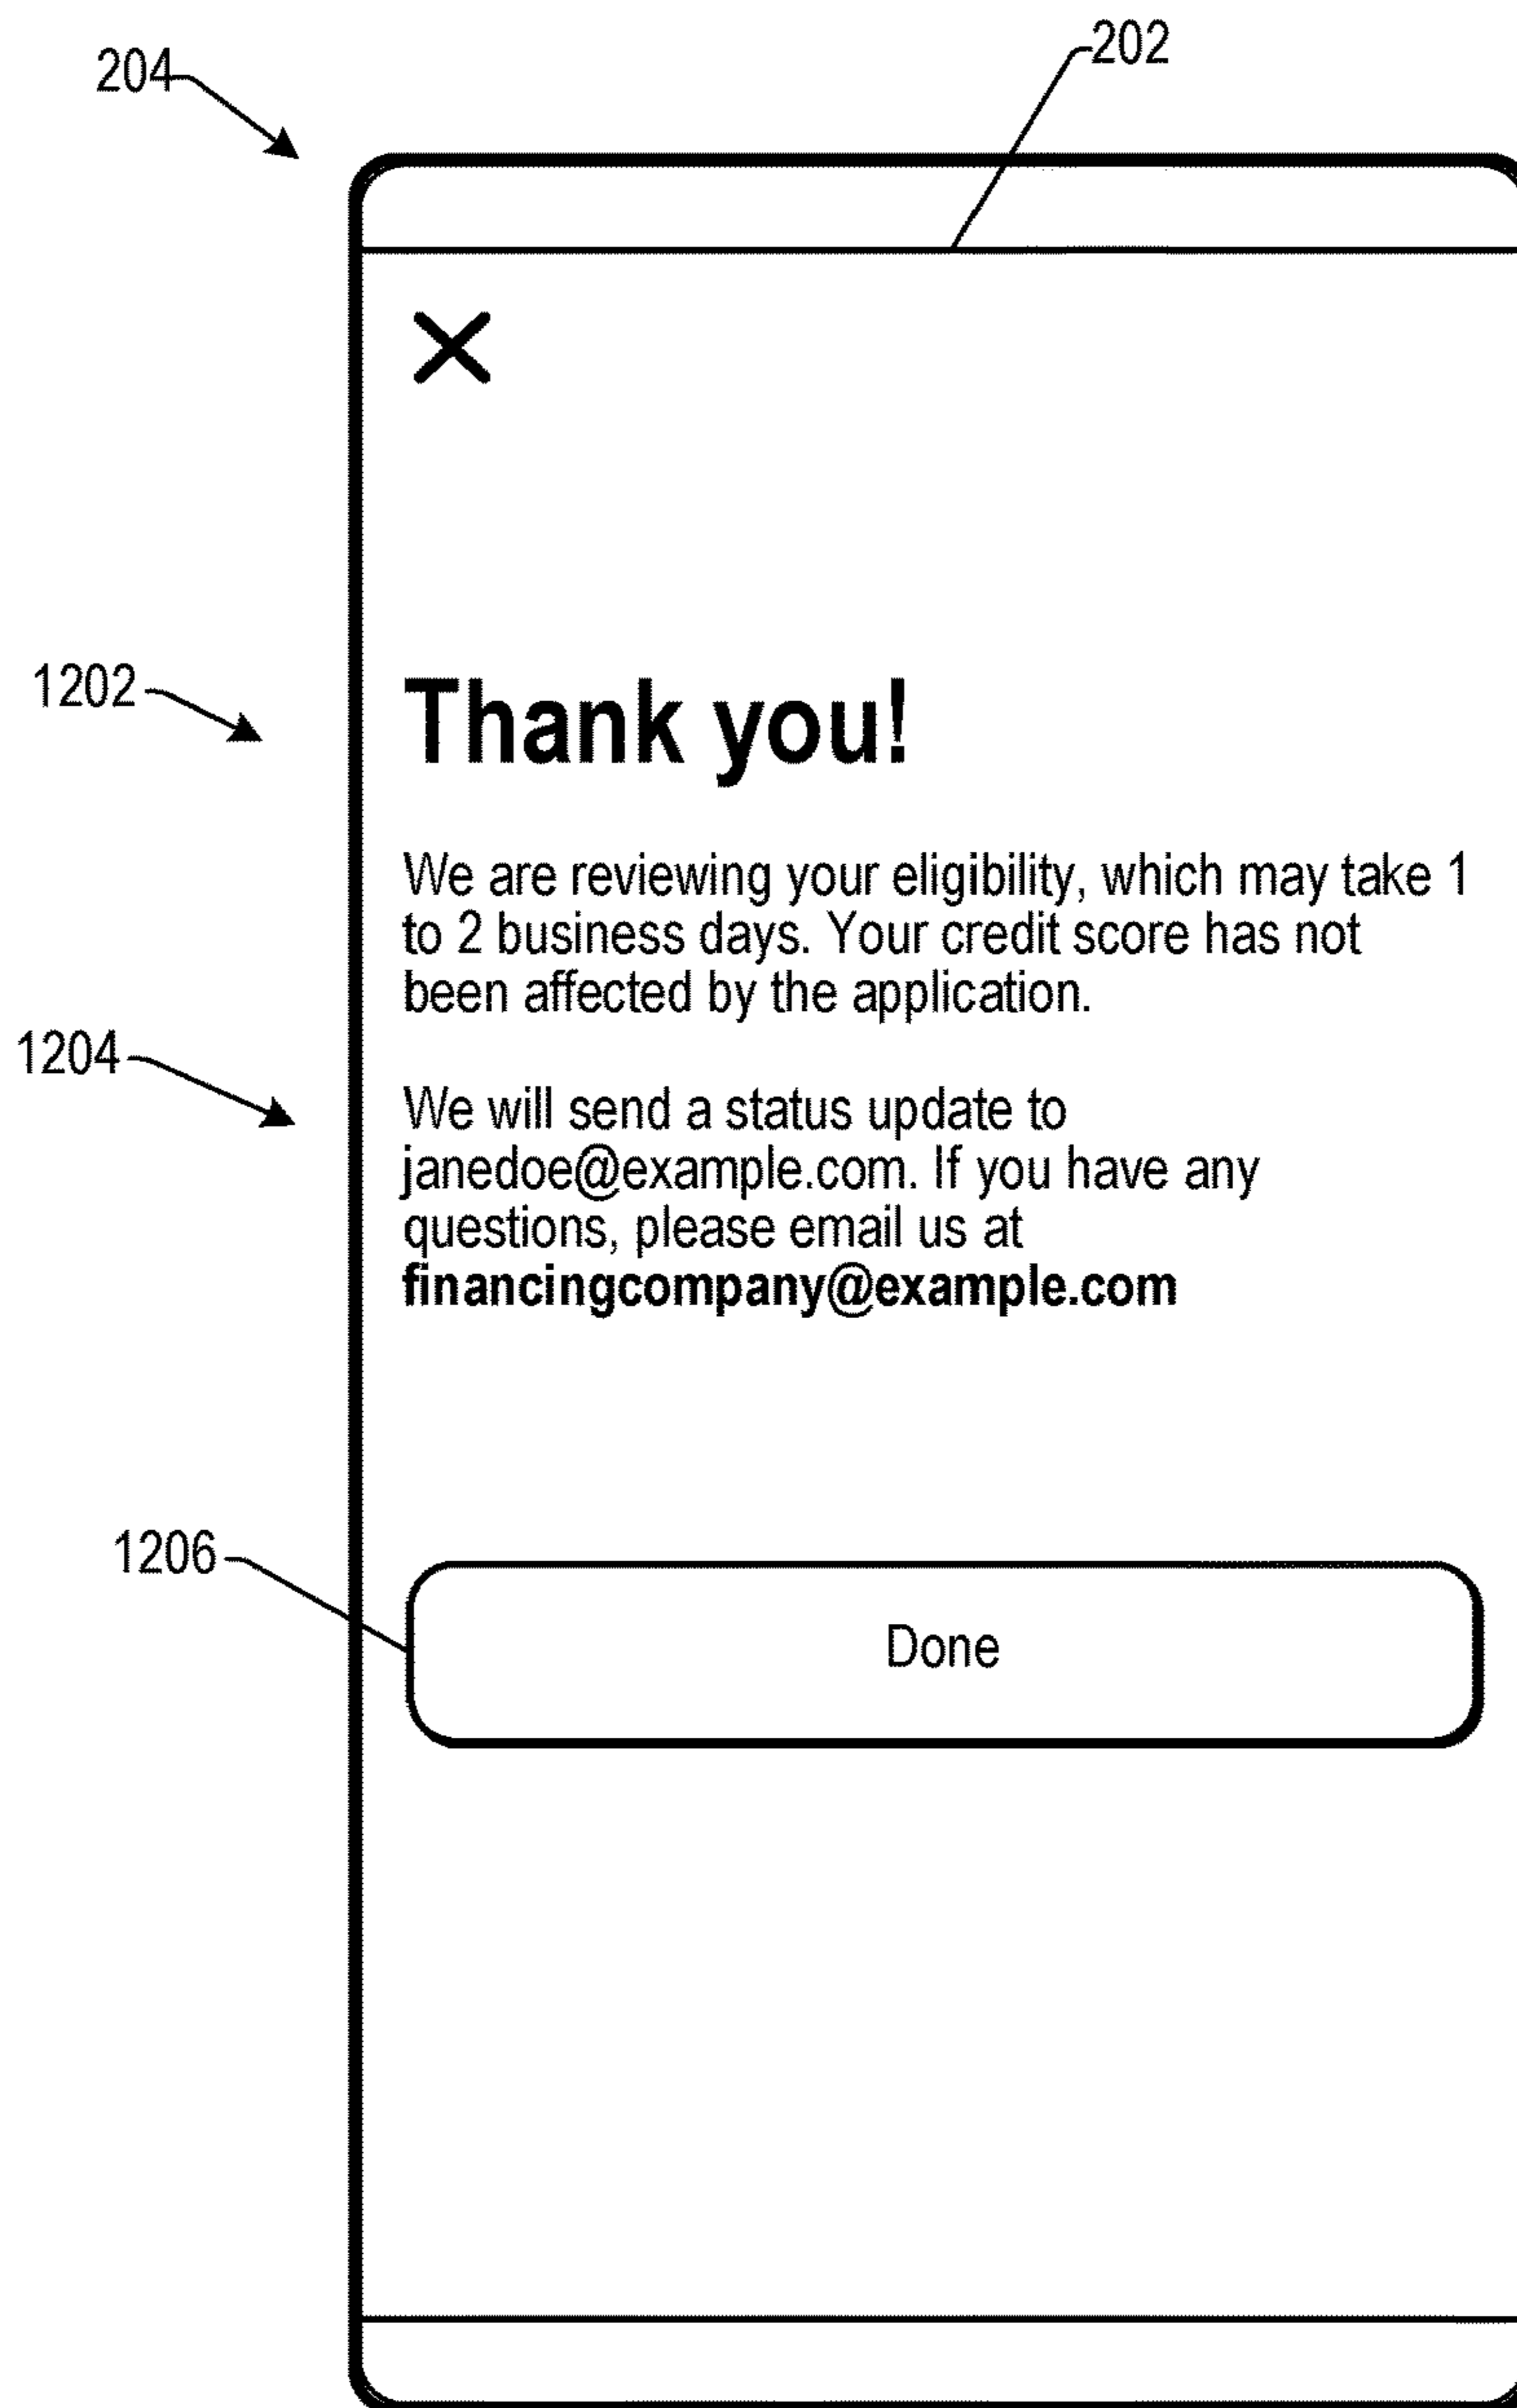 204
202
1202
Thank you!
We are reviewing your eligibility, which may take 1
to 2 business days. Your credit score has not
been affected by the application.
1204
We will send a status update to
janedoe@example.com. If you have any
questions, please email us at
financingcompany@example.com
1206
Done